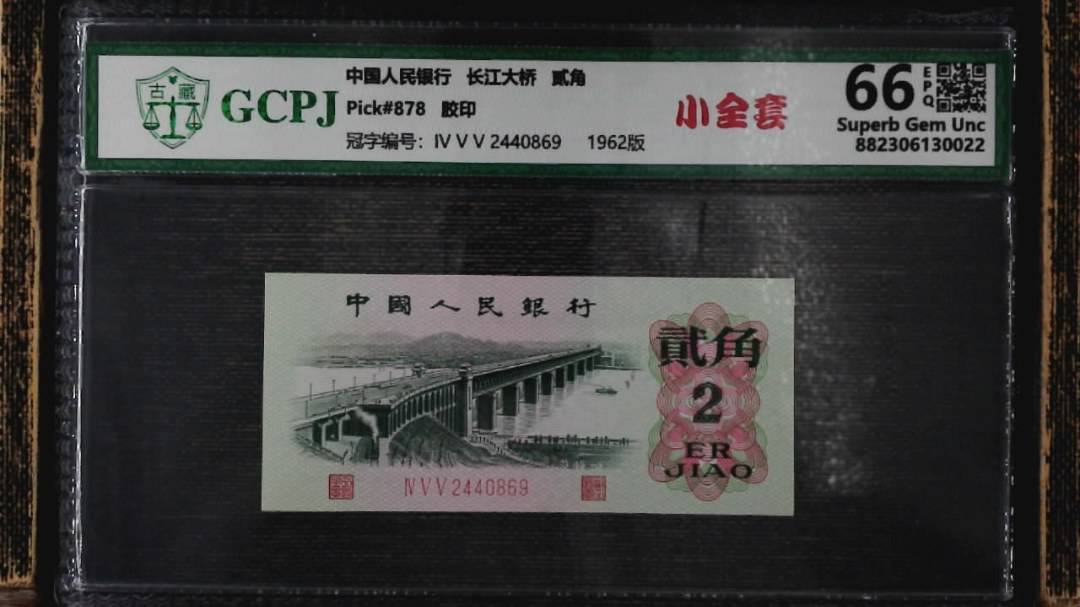 中国人民银行 长江大桥 贰角
古藏
GCPJ
Pick#878 胶印
冠字编号： Ⅳ Ⅴ Ⅴ 2440869 1962版
小全套
66 EPQ
Superb Gem Unc
882306130022
中國人民銀行
貳角
2
ER
JIAO
ⅣⅤⅤ2440869